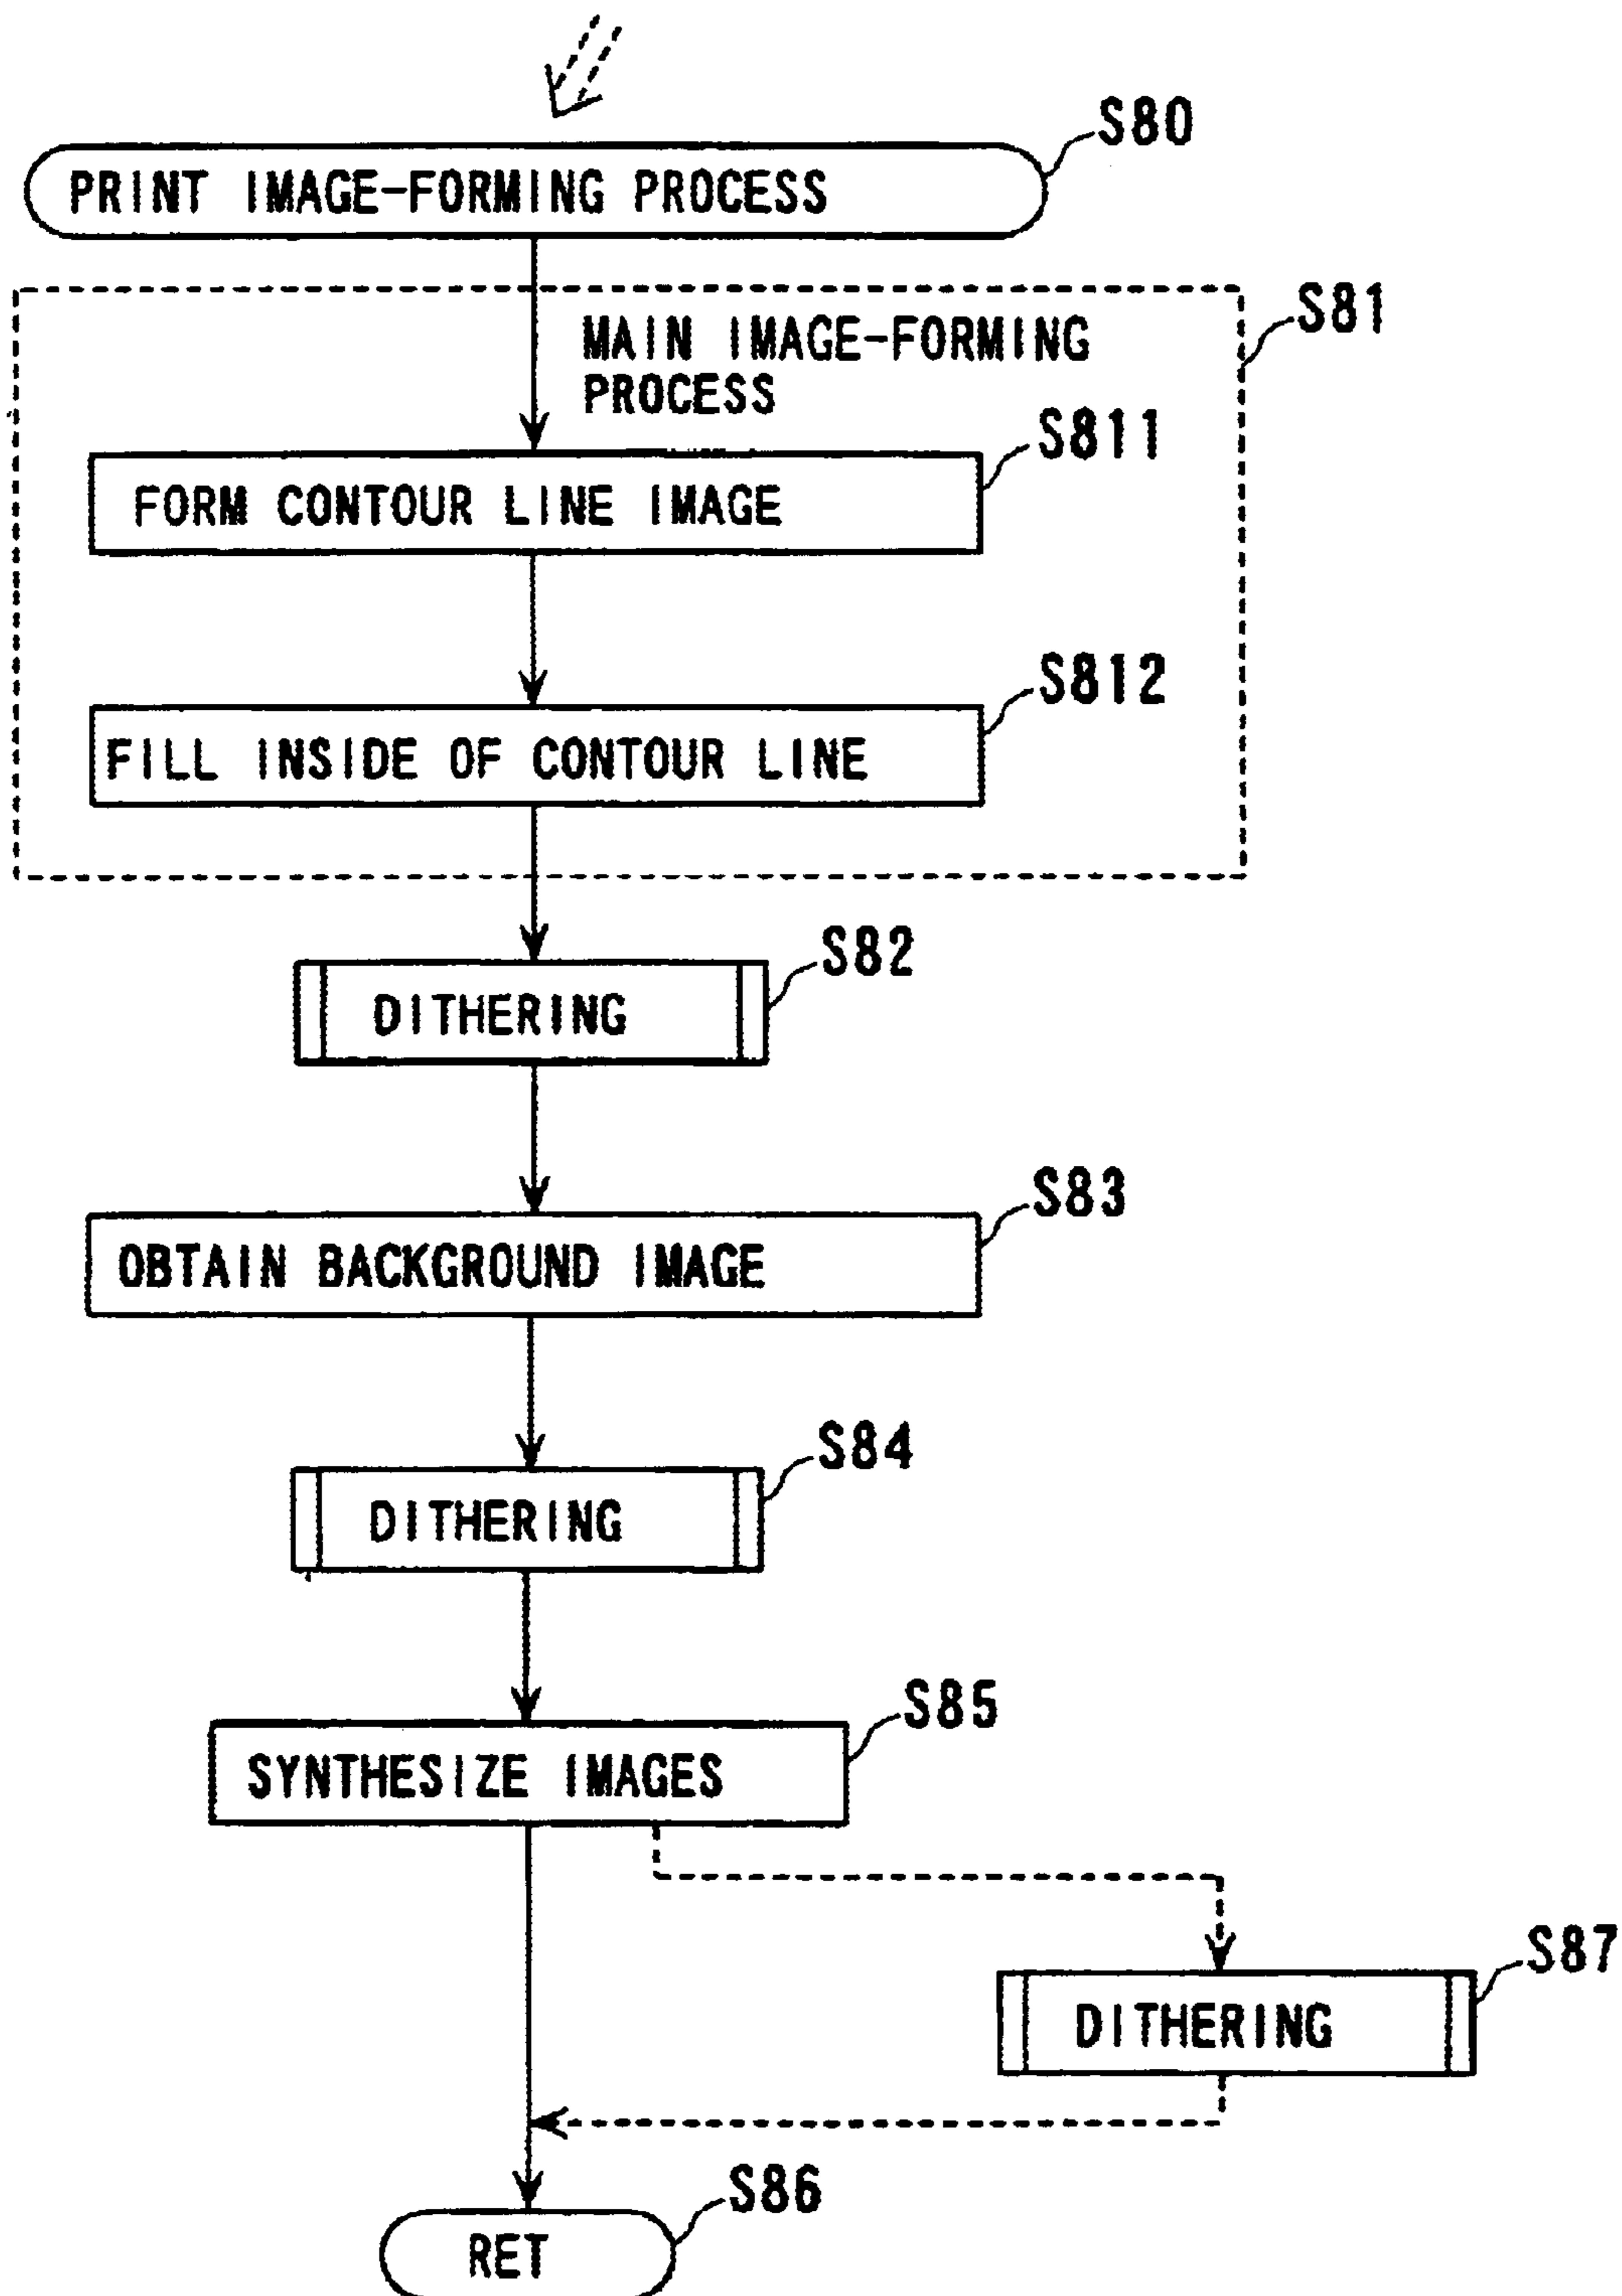 S80
PRINT IMAGE-FORMING PROCESS
S81
MAIN IMAGE-FORMING
PROCESS
S811
FORM CONTOUR LINE IMAGE
S812
FILL INSIDE OF CONTOUR LINE
S82
DITHERING
S83
OBTAIN BACKGROUND IMAGE
S84
DITHERING
S85
SYNTHESIZE IMAGES
S87
DITHERING
S86
RET